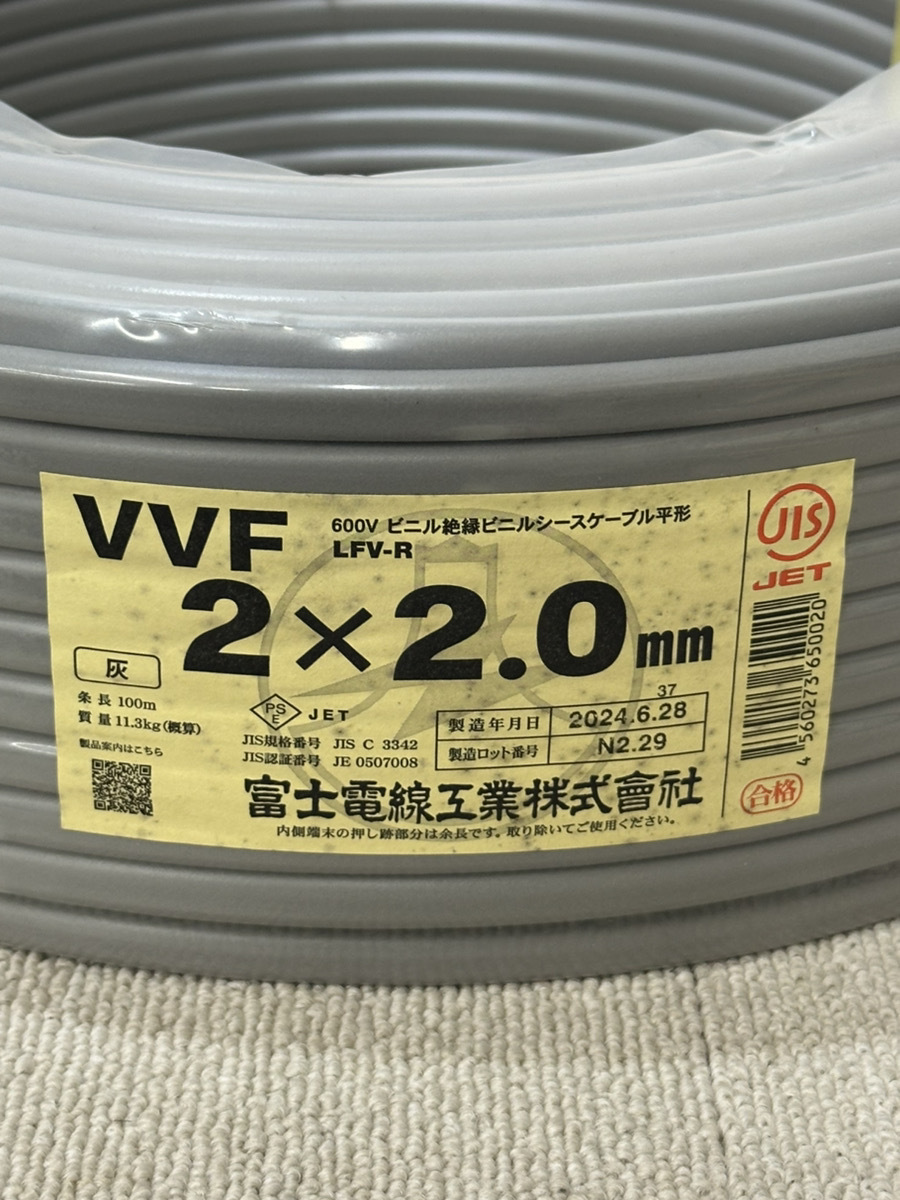 VVF
600V ビニル絶縁ビニルシースケーブル平形
LFV-R
2×2.0mm
灰
条長 100m
質量 11.3kg(概算)
製品案内はこちら
PS
E
JET
JIS規格番号 JIS C 3342
JIS認証番号 JE 0507008
37
製造年月日 2024.6.28
製造ロット番号 N2.29
富士電線工業株式會社
内側端末の押し跡部分は余長です。取り除いてご使用ください。
JIS
JET
4560273650020
合格